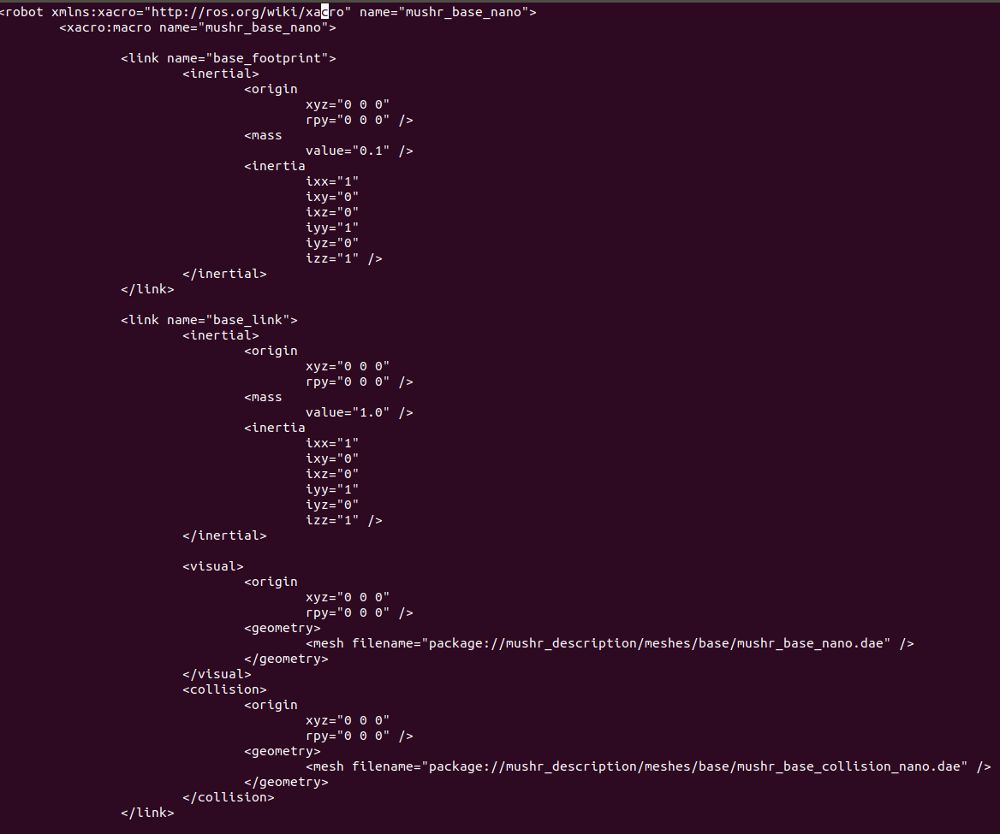 <robot xmlns:xacro="http://ros.org/wiki/xacro" name="mushr_base_nano">
<xacro:macro name="mushr_base_nano">
<link name="base_footprint">
<inertial>
<origin
xyz="0 0 0"
rpy="0 0 0" />
<mass
value="0.1" />
<inertia
ixx="1"
ixy="0"
ixz="0"
iyy="1"
iyz="0"
izz="1" />
</inertial>
</link>
<link name="base_link">
<inertial>
<origin
xyz="0 0 0"
rpy="0 0 0" />
<mass
value="1.0" />
<inertia
ixx="1"
ixy="0"
ixz="0"
iyy="1"
iyz="0"
izz="1" />
</inertial>
<visual>
<origin
xyz="0 0 0"
rpy="0 0 0" />
<geometry>
<mesh filename="package://mushr_description/meshes/base/mushr_base_nano.dae" />
</geometry>
</visual>
<collision>
<origin
xyz="0 0 0"
rpy="0 0 0" />
<geometry>
<mesh filename="package://mushr_description/meshes/base/mushr_base_collision_nano.dae" />
</geometry>
</collision>
</link>